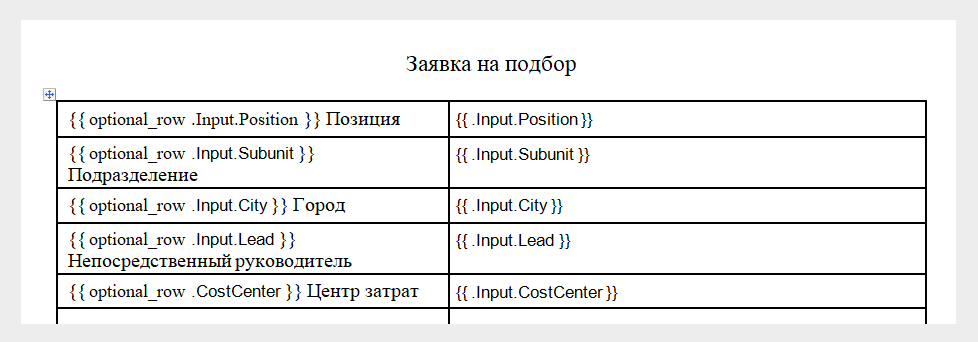 Заявка на подбор
{{ optional_row .Input.Position }} Позиция
{{ .Input.Position }}
{{ optional_row .Input.Subunit }}
Подразделение
{{ .Input.Subunit }}
{{ optional_row .Input.City }} Город
{{ .Input.City }}
{{ optional_row .Input.Lead }}
Непосредственный руководитель
{{ .Input.Lead }}
{{ optional_row .CostCenter }} Центр затрат
{{ .Input.CostCenter }}